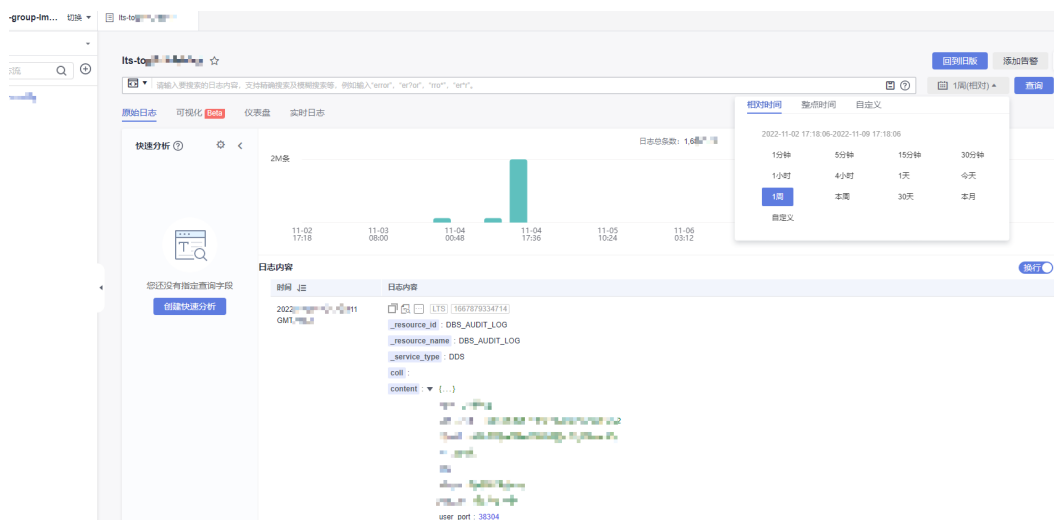 -group-lm... 切换
lts-to
lts-to
回到旧版 添加告警
请输入要搜索的日志内容，支持精确搜索及模糊搜索等，例如输入"error"、"er?or"、"rro*"、"er*r"。
1周(相对) 查询
原始日志 可视化 Beta 仪表盘 实时日志
相对时间 整点时间 自定义
2022-11-02 17:18:06-2022-11-09 17:18:06
1分钟 5分钟 15分钟 30分钟
1小时 4小时 1天 今天
1周 本周 30天 本月
自定义
快速分析
日志总条数：1,6
2M条
11-02 17:18
11-03 08:00
11-04 00:48
11-04 17:36
11-05 10:24
11-06 03:12
您还没有指定查询字段
创建快速分析
日志内容 换行
时间 日志内容
2022 11
GMT
LTS 1667879334714
_resource_id : DBS_AUDIT_LOG
_resource_name : DBS_AUDIT_LOG
_service_type : DDS
coll :
content : {...}
user_port : 38304